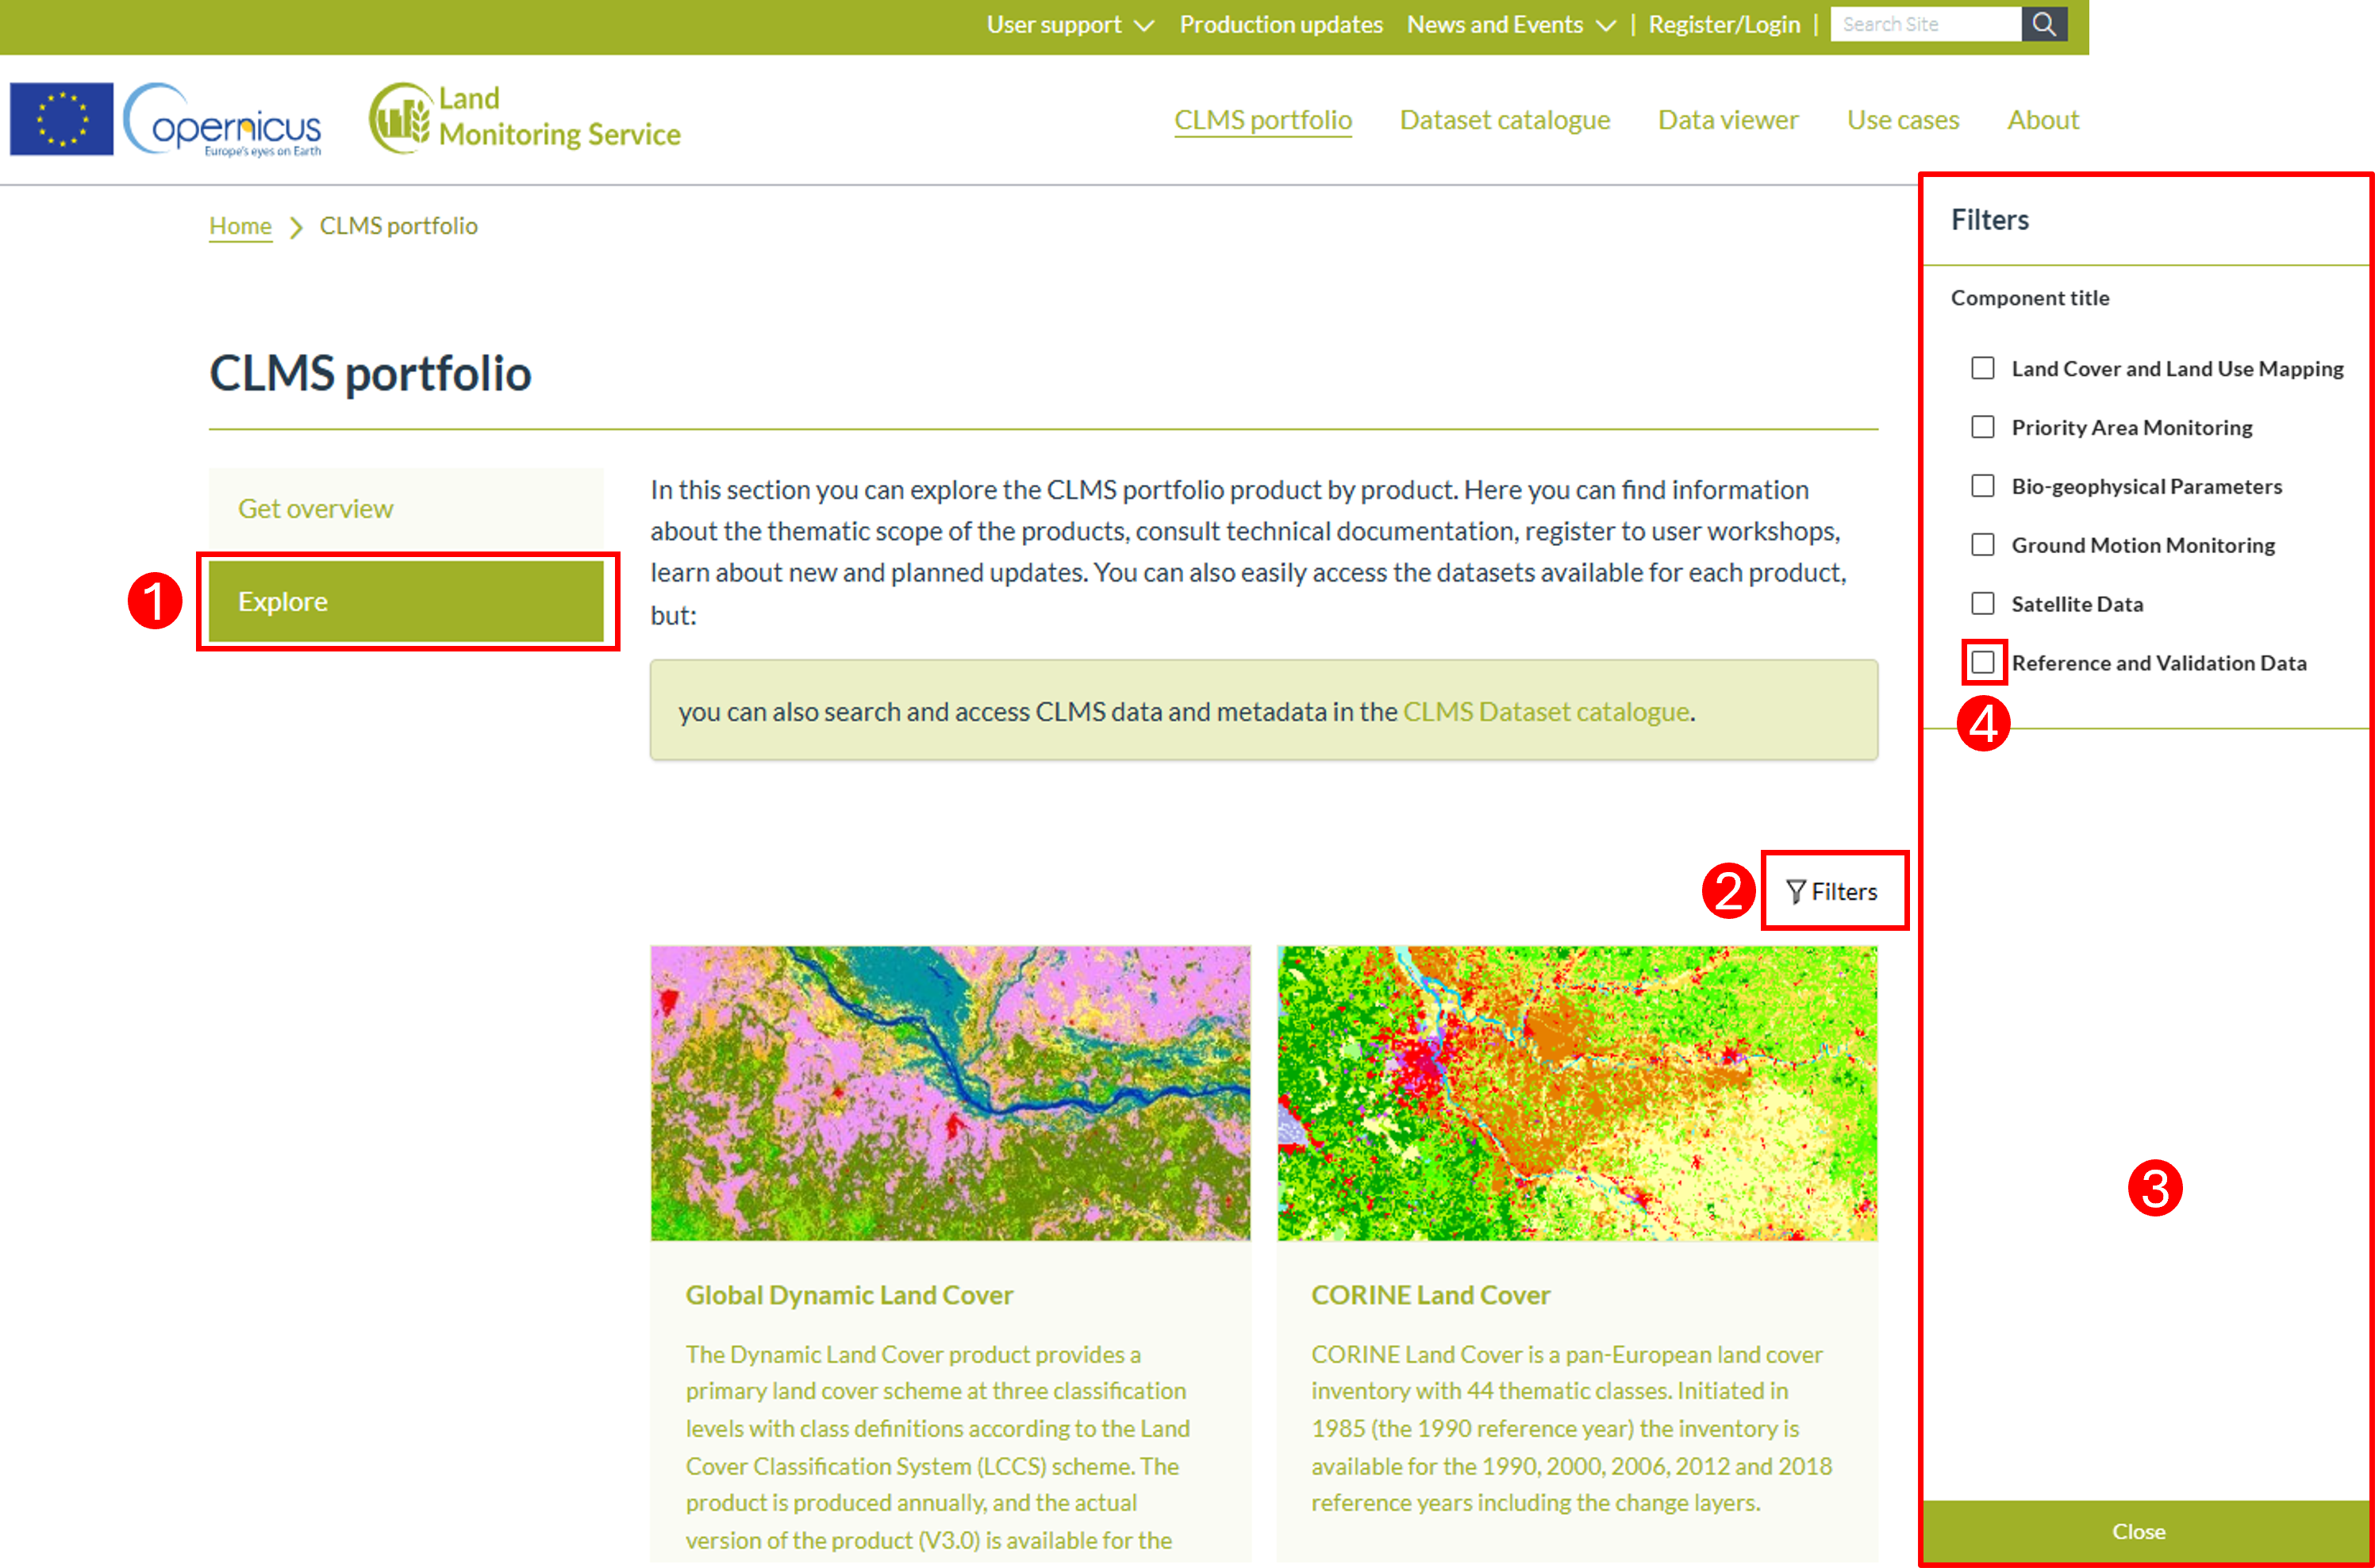 User support Production updates News and Events | Register/Login | Search Site
Copernicus
Europe's eyes on Earth
Land
Monitoring Service
CLMS portfolio Dataset catalogue Data viewer Use cases About
Home CLMS portfolio
CLMS portfolio
Get overview
1 Explore
In this section you can explore the CLMS portfolio product by product. Here you can find information
about the thematic scope of the products, consult technical documentation, register to user workshops,
learn about new and planned updates. You can also easily access the datasets available for each product,
but:
you can also search and access CLMS data and metadata in the CLMS Dataset catalogue.
2 Filters
Global Dynamic Land Cover
The Dynamic Land Cover product provides a
primary land cover scheme at three classification
levels with class definitions according to the Land
Cover Classification System (LCCS) scheme. The
product is produced annually, and the actual
version of the product (V3.0) is available for the
CORINE Land Cover
CORINE Land Cover is a pan-European land cover
inventory with 44 thematic classes. Initiated in
1985 (the 1990 reference year) the inventory is
available for the 1990, 2000, 2006, 2012 and 2018
reference years including the change layers.
Filters
Component title
Land Cover and Land Use Mapping
Priority Area Monitoring
Bio-geophysical Parameters
Ground Motion Monitoring
Satellite Data
Reference and Validation Data
4
3
Close